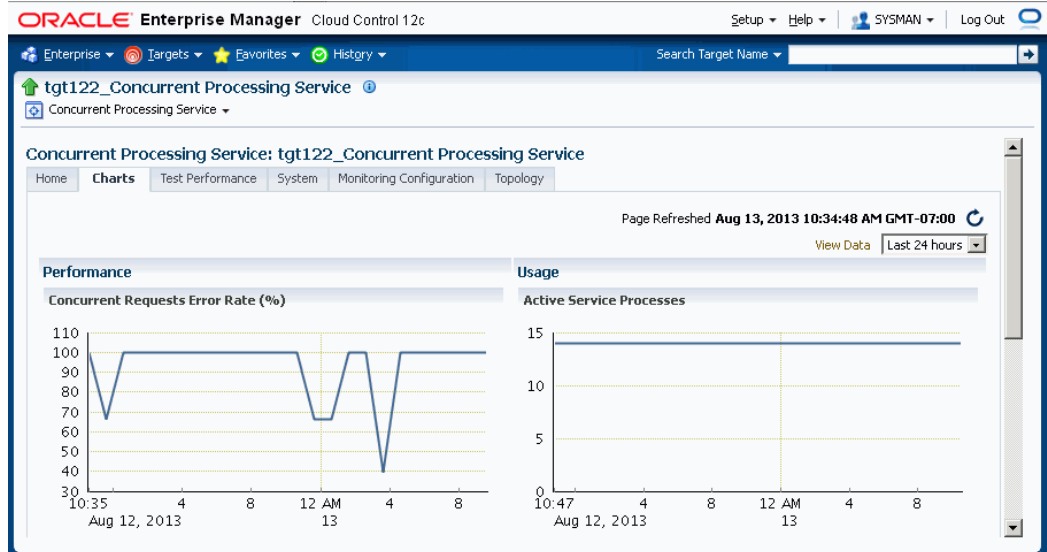 ORACLE Enterprise Manager Cloud Control 12c
Setup Help SYSMAN Log Out
Enterprise Targets Favorites History Search Target Name
tgt122_Concurrent Processing Service
Concurrent Processing Service
Concurrent Processing Service: tgt122_Concurrent Processing Service
Home Charts Test Performance System Monitoring Configuration Topology
Page Refreshed Aug 13, 2013 10:34:48 AM GMT-07:00
View Data Last 24 hours
Performance
Concurrent Requests Error Rate (%)
110
100
90
80
70
60
50
40
30
10:35 4 8 12 AM 4 8
Aug 12, 2013 13
Usage
Active Service Processes
15
10
5
0
10:47 4 8 12 AM 4 8
Aug 12, 2013 13